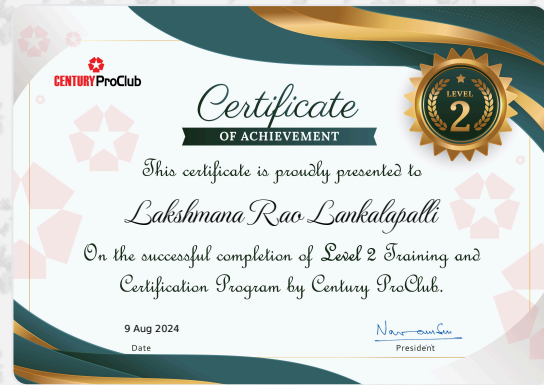 CENTURY ProClub
Certificate
OF ACHIEVEMENT
LEVEL
2
This certificate is proudly presented to
Lakshmana Rao Lankalapalli
On the successful completion of Level 2 Training and
Certification Program by Century ProClub.
9 Aug 2024
Date
President